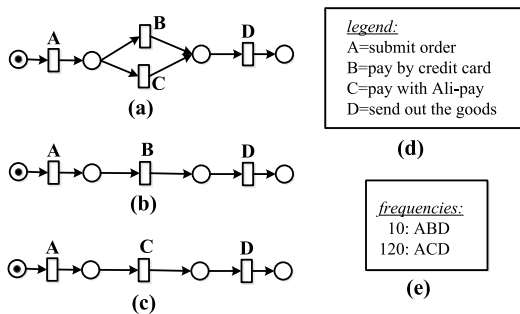 A
B
C
D
(a)
A
B
D
(b)
A
C
D
(c)
legend:
A=submit order
B=pay by credit card
C=pay with Ali-pay
D=send out the goods
(d)
frequencies:
10: ABD
120: ACD
(e)